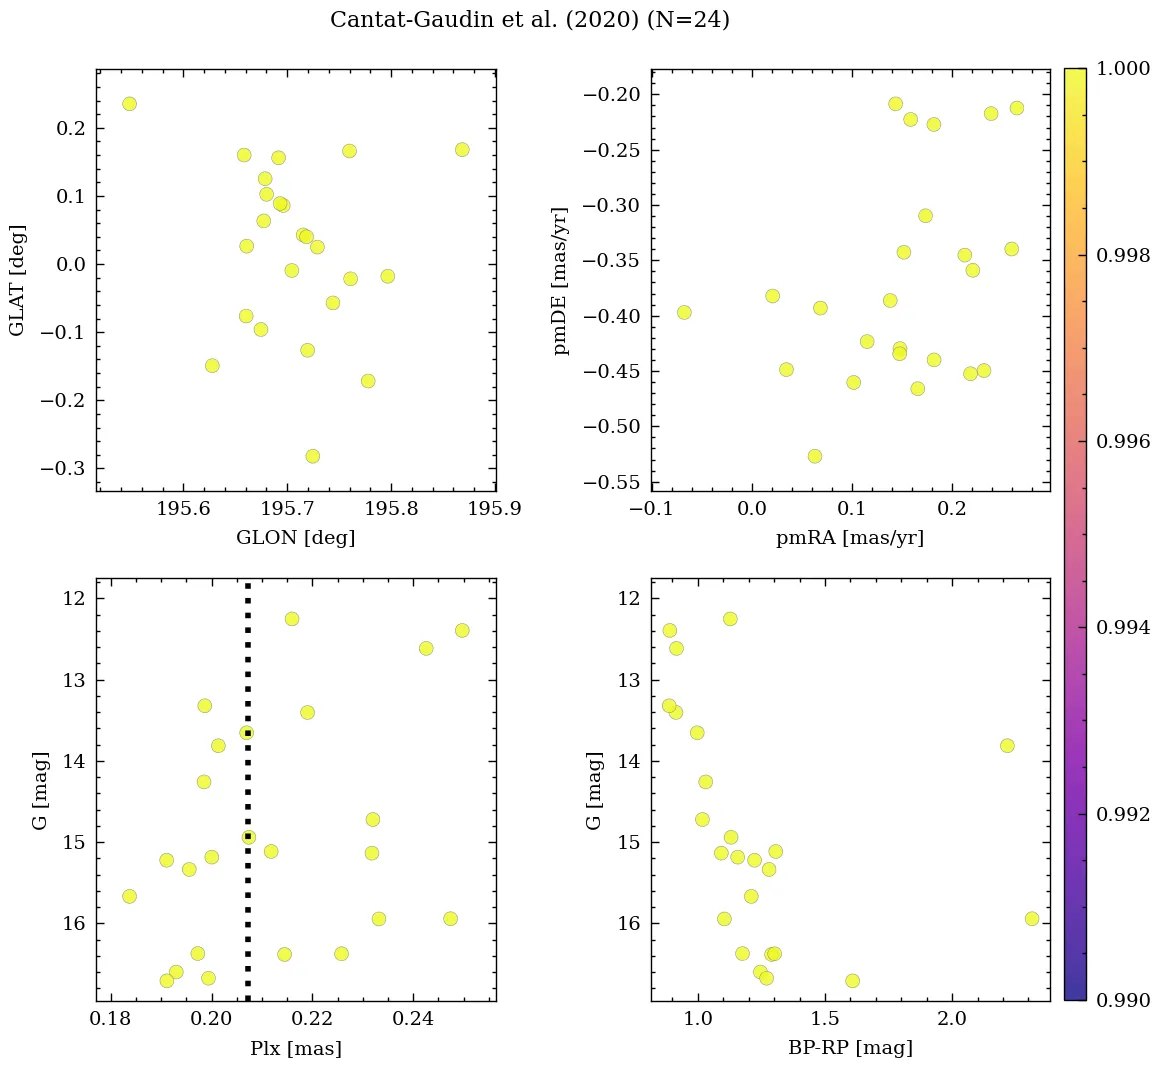 Cantat-Gaudin et al. (2020) (N=24)
0.2
0.1
0.0
−0.1
−0.2
−0.3
GLAT [deg]
195.6 195.7 195.8 195.9
GLON [deg]
−0.20
−0.25
−0.30
−0.35
−0.40
−0.45
−0.50
−0.55
pmDE [mas/yr]
−0.1 0.0 0.1 0.2
pmRA [mas/yr]
12
13
14
15
16
G [mag]
0.18 0.20 0.22 0.24
Plx [mas]
12
13
14
15
16
G [mag]
1.0 1.5 2.0
BP-RP [mag]
1.000
0.998
0.996
0.994
0.992
0.990